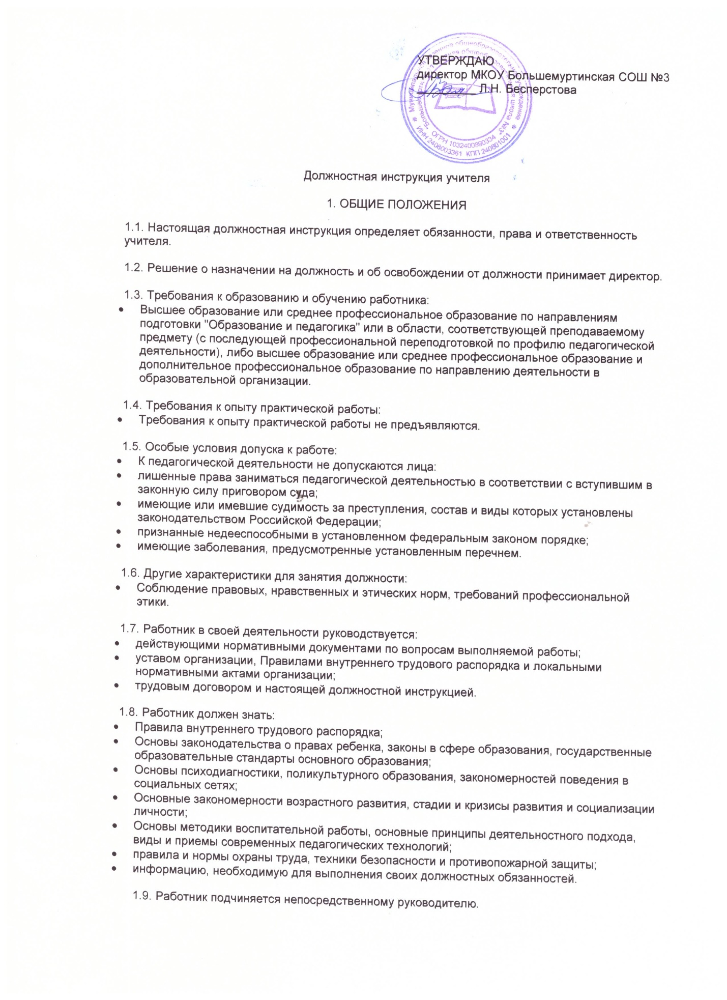 УТВЕРЖДАЮ
директор МКОУ Большемуртинская СОШ №3
Л.Н. Бесперстова
ИНН 2408003361 КПП 240801001
ОГРН 1032400890334
Должностная инструкция учителя
1. ОБЩИЕ ПОЛОЖЕНИЯ
1.1. Настоящая должностная инструкция определяет обязанности, права и ответственность
учителя.
1.2. Решение о назначении на должность и об освобождении от должности принимает директор.
1.3. Требования к образованию и обучению работника:
• Высшее образование или среднее профессиональное образование по направлениям
подготовки "Образование и педагогика" или в области, соответствующей преподаваемому
предмету (с последующей профессиональной переподготовкой по профилю педагогической
деятельности), либо высшее образование или среднее профессиональное образование и
дополнительное профессиональное образование по направлению деятельности в
образовательной организации.
1.4. Требования к опыту практической работы:
• Требования к опыту практической работы не предъявляются.
1.5. Особые условия допуска к работе:
• К педагогической деятельности не допускаются лица:
• лишенные права заниматься педагогической деятельностью в соответствии с вступившим в
законную силу приговором суда;
• имеющие или имевшие судимость за преступления, состав и виды которых установлены
законодательством Российской Федерации;
• признанные недееспособными в установленном федеральным законом порядке;
• имеющие заболевания, предусмотренные установленным перечнем.
1.6. Другие характеристики для занятия должности:
• Соблюдение правовых, нравственных и этических норм, требований профессиональной
этики.
1.7. Работник в своей деятельности руководствуется:
• действующими нормативными документами по вопросам выполняемой работы;
• уставом организации, Правилами внутреннего трудового распорядка и локальными
нормативными актами организации;
• трудовым договором и настоящей должностной инструкцией.
1.8. Работник должен знать:
• Правила внутреннего трудового распорядка;
• Основы законодательства о правах ребенка, законы в сфере образования, государственные
образовательные стандарты основного образования;
• Основы психодиагностики, поликультурного образования, закономерностей поведения в
социальных сетях;
• Основные закономерности возрастного развития, стадии и кризисы развития и социализации
личности;
• Основы методики воспитательной работы, основные принципы деятельностного подхода,
виды и приемы современных педагогических технологий;
• правила и нормы охраны труда, техники безопасности и противопожарной защиты;
• информацию, необходимую для выполнения своих должностных обязанностей.
1.9. Работник подчиняется непосредственному руководителю.